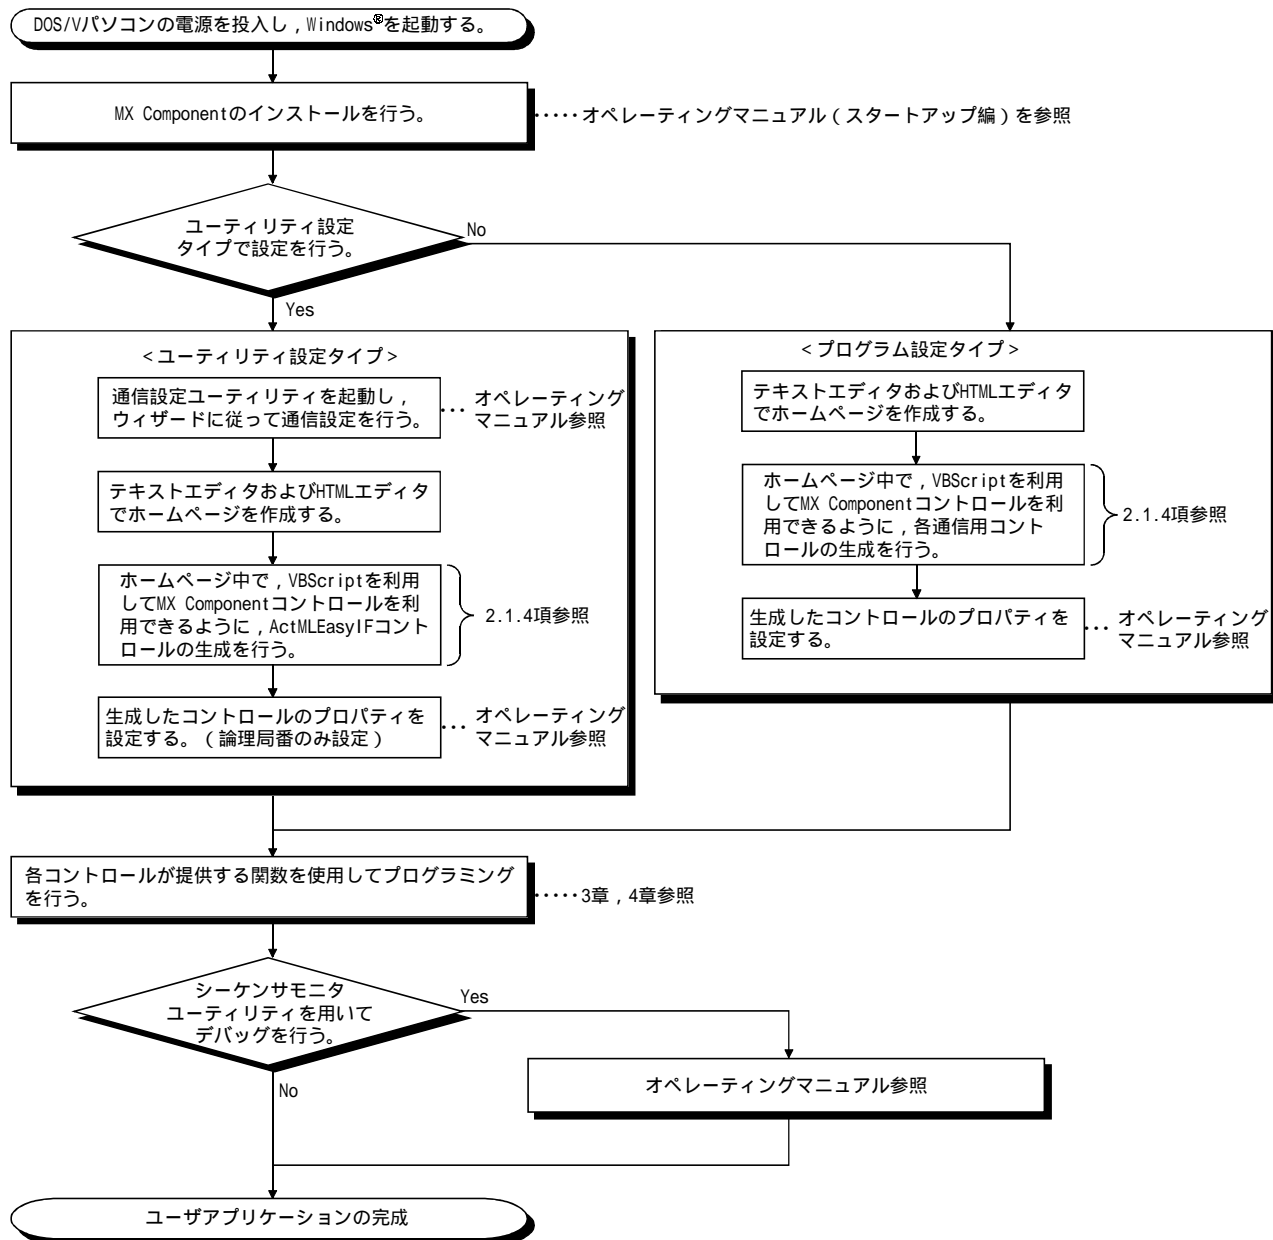 DOS/Vパソコンの電源を投入し，Windows®を起動する。
MX Componentのインストールを行う。
･････オペレーティングマニュアル（スタートアップ編）を参照
ユーティリティ設定
タイプで設定を行う。
No
Yes
<ユーティリティ設定タイプ>
通信設定ユーティリティを起動し，
ウィザードに従って通信設定を行う。
･･･ オペレーティング
マニュアル参照
テキストエディタおよびHTMLエディタ
でホームページを作成する。
ホームページ中で，VBScriptを利用
してMX Componentコントロールを利
用できるように，ActMLEasyIFコント
ロールの生成を行う。
2.1.4項参照
生成したコントロールのプロパティを
設定する。（論理局番のみ設定）
･･･ オペレーティング
マニュアル参照
<プログラム設定タイプ>
テキストエディタおよびHTMLエディタ
でホームページを作成する。
ホームページ中で，VBScriptを利用
してMX Componentコントロールを利
用できるように，各通信用コント
ロールの生成を行う。
2.1.4項参照
生成したコントロールのプロパティを
設定する。
･･･ オペレーティング
マニュアル参照
各コントロールが提供する関数を使用してプログラミング
を行う。
･････3章，4章参照
シーケンサモニタ
ユーティリティを用いて
デバッグを行う。
Yes
No
オペレーティングマニュアル参照
ユーザアプリケーションの完成